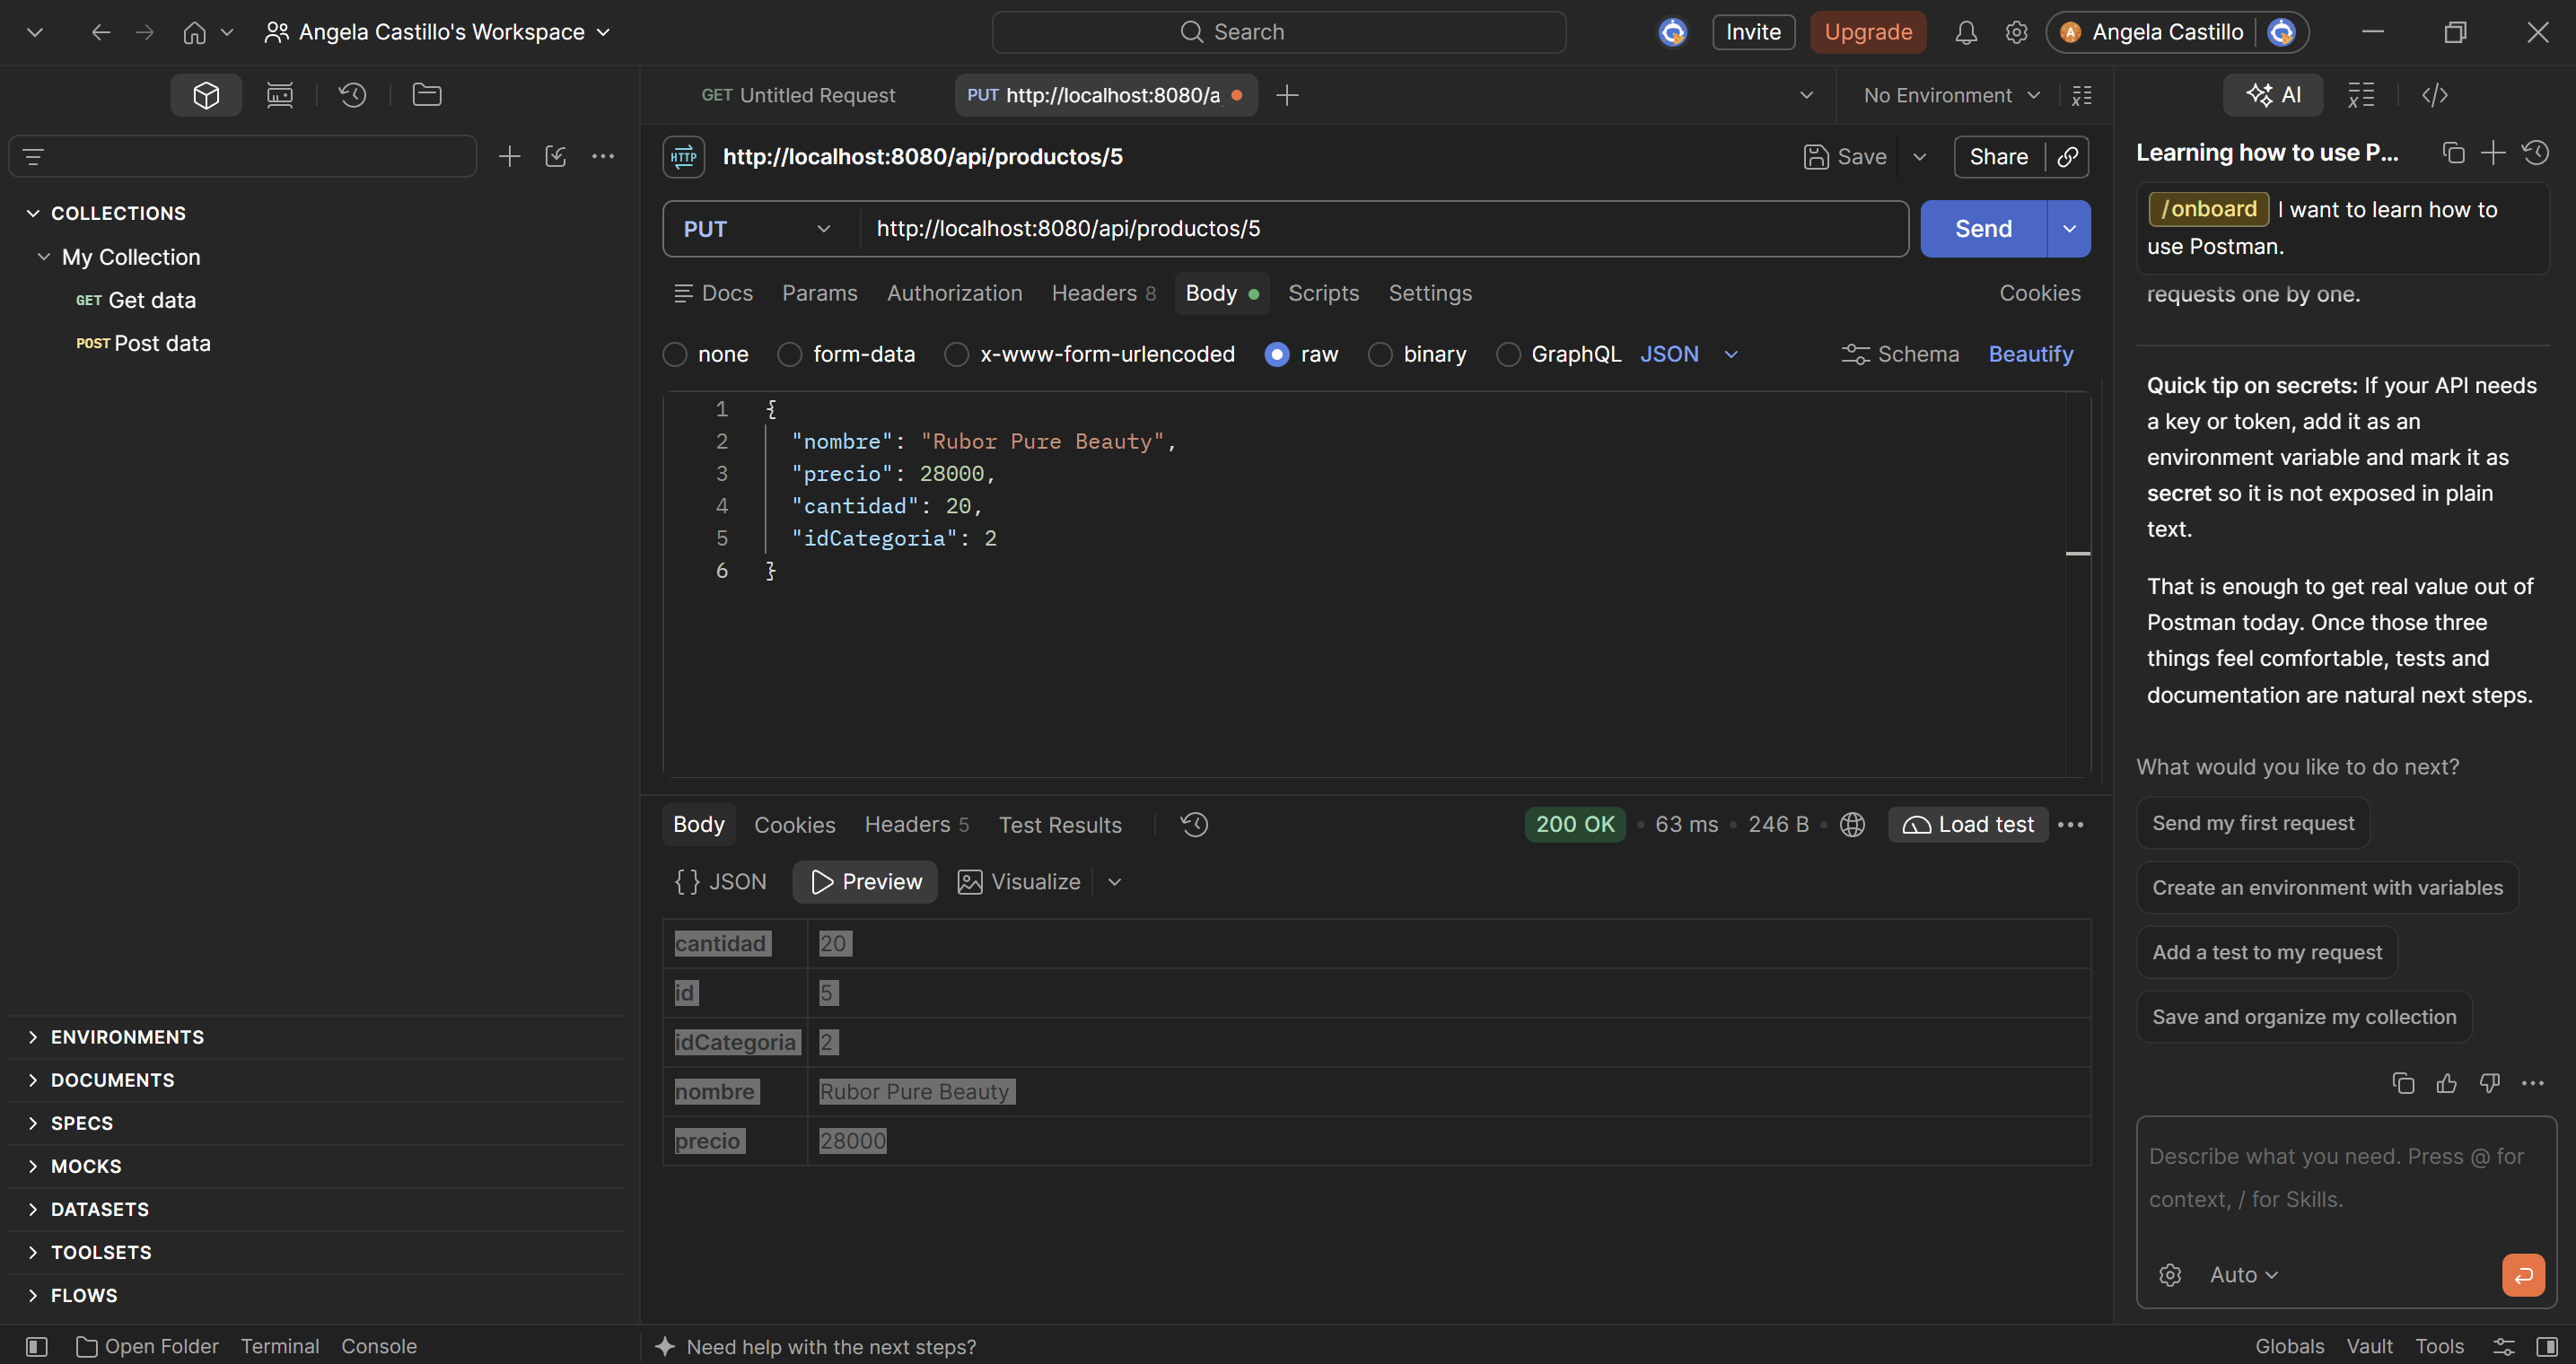 Angela Castillo's Workspace
Search
Invite
Upgrade
A
Angela Castillo
GET Untitled Request
PUT http://localhost:8080/a
No Environment
AI
HTTP
http://localhost:8080/api/productos/5
Save
Share
Learning how to use P...
/onboard I want to learn how to
use Postman.
requests one by one.
COLLECTIONS
My Collection
GET Get data
POST Post data
PUT
http://localhost:8080/api/productos/5
Send
Docs
Params
Authorization
Headers 8
Body
Scripts
Settings
Cookies
none
form-data
x-www-form-urlencoded
raw
binary
GraphQL
JSON
Schema
Beautify
1 {
2 "nombre": "Rubor Pure Beauty",
3 "precio": 28000,
4 "cantidad": 20,
5 "idCategoria": 2
6 }
Quick tip on secrets: If your API needs
a key or token, add it as an
environment variable and mark it as
secret so it is not exposed in plain
text.
That is enough to get real value out of
Postman today. Once those three
things feel comfortable, tests and
documentation are natural next steps.
What would you like to do next?
Send my first request
Create an environment with variables
Add a test to my request
Save and organize my collection
Body
Cookies
Headers 5
Test Results
200 OK
63 ms
246 B
Load test
{} JSON
Preview
Visualize
cantidad 20
id 5
idCategoria 2
nombre Rubor Pure Beauty
precio 28000
ENVIRONMENTS
DOCUMENTS
SPECS
MOCKS
DATASETS
TOOLSETS
FLOWS
Describe what you need. Press @ for
context, / for Skills.
Auto
Open Folder
Terminal
Console
Need help with the next steps?
Globals
Vault
Tools